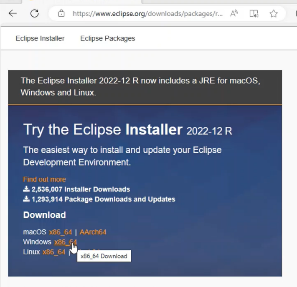 https://www.eclipse.org/downloads/packages/r...
Eclipse Installer Eclipse Packages
The Eclipse Installer 2022-12 R now includes a JRE for macOS,
Windows and Linux.
Try the Eclipse Installer 2022-12 R
The easiest way to install and update your Eclipse
Development Environment.
Find out more
2,536,007 Installer Downloads
1,293,914 Package Downloads and Updates
Download
macOS x86_64 | AArch64
Windows x86_64
x86_64 Download
Linux x86_64 |